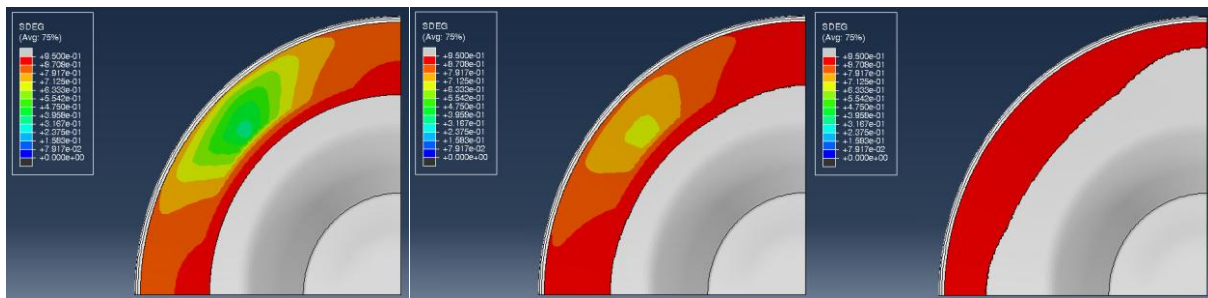 SDEG
(Avg: 75%)
+9.500e-01
+8.708e-01
+7.917e-01
+7.125e-01
+6.333e-01
+5.542e-01
+4.750e-01
+3.958e-01
+3.167e-01
+2.375e-01
+1.583e-01
+7.917e-02
+0.000e+00
SDEG
(Avg: 75%)
+9.500e-01
+8.708e-01
+7.917e-01
+7.125e-01
+6.333e-01
+5.542e-01
+4.750e-01
+3.958e-01
+3.167e-01
+2.375e-01
+1.583e-01
+7.917e-02
+0.000e+00
SDEG
(Avg: 75%)
+9.500e-01
+8.708e-01
+7.917e-01
+7.125e-01
+6.333e-01
+5.542e-01
+4.750e-01
+3.958e-01
+3.167e-01
+2.375e-01
+1.583e-01
+7.917e-02
+0.000e+00